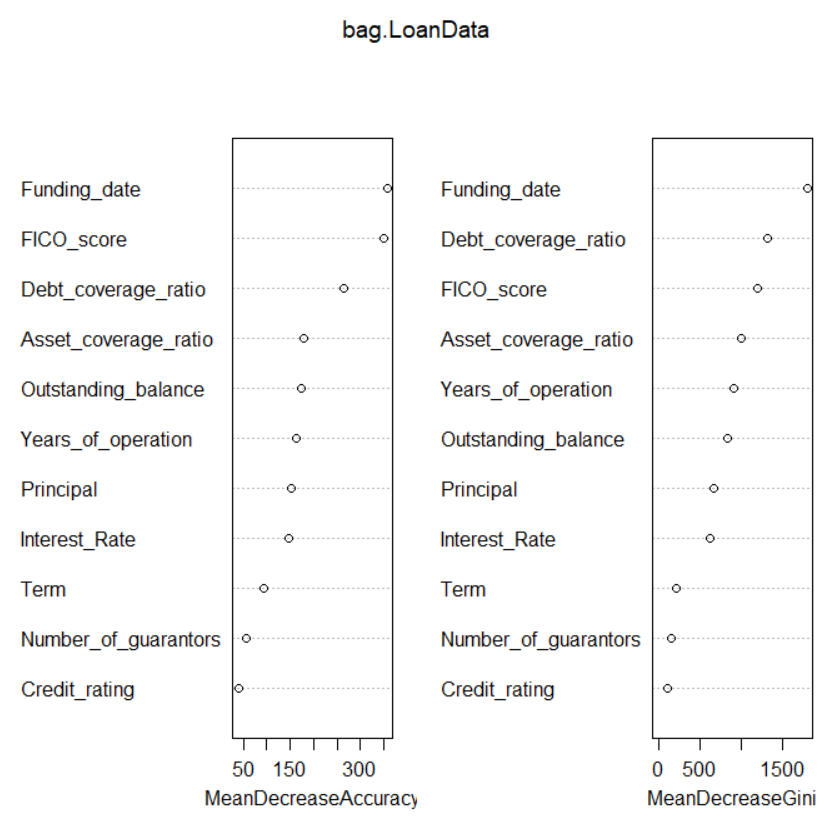 bag.LoanData
Funding_date
FICO_score
Debt_coverage_ratio
Asset_coverage_ratio
Outstanding_balance
Years_of_operation
Principal
Interest_Rate
Term
Number_of_guarantors
Credit_rating
50 150 300
MeanDecreaseAccuracy
Funding_date
Debt_coverage_ratio
FICO_score
Asset_coverage_ratio
Years_of_operation
Outstanding_balance
Principal
Interest_Rate
Term
Number_of_guarantors
Credit_rating
0 500 1500
MeanDecreaseGini